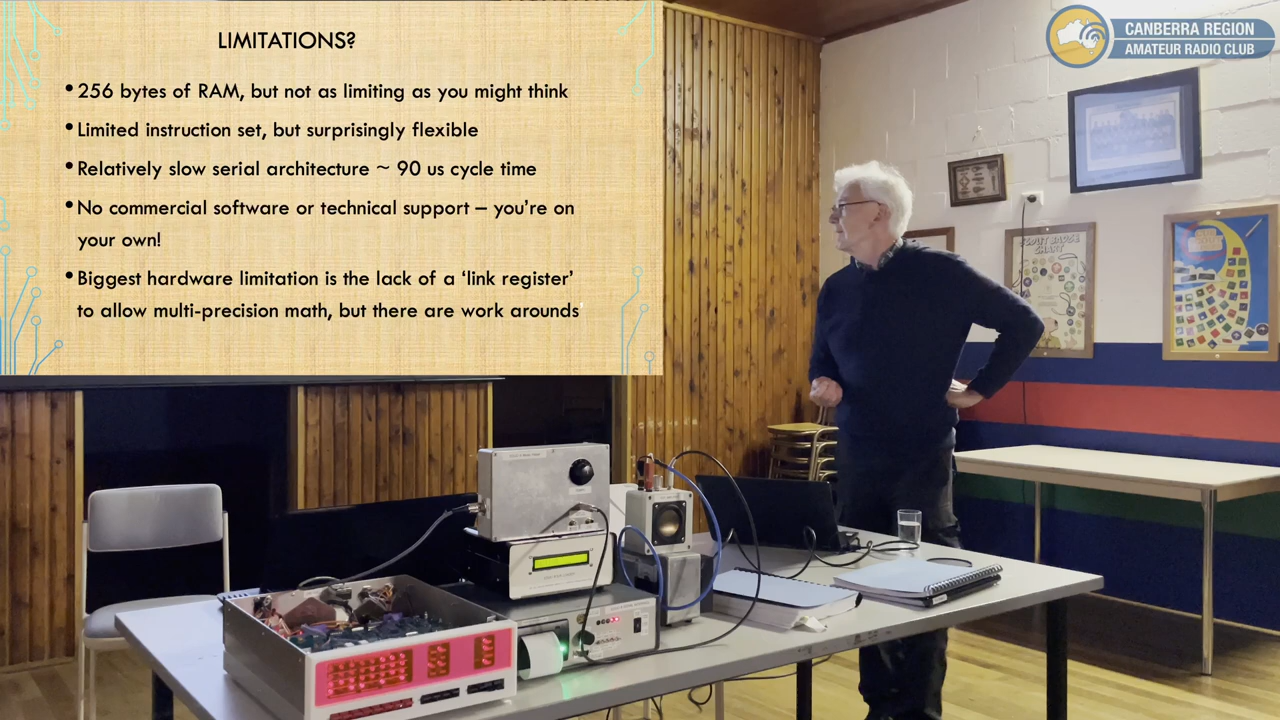 LIMITATIONS?
• 256 bytes of RAM, but not as limiting as you might think
• Limited instruction set, but surprisingly flexible
• Relatively slow serial architecture ~ 90 us cycle time
• No commercial software or technical support – you’re on
your own!
• Biggest hardware limitation is the lack of a ‘link register’
to allow multi-precision math, but there are work arounds
CANBERRA REGION
AMATEUR RADIO CLUB
SCOUT BADGE
CHART